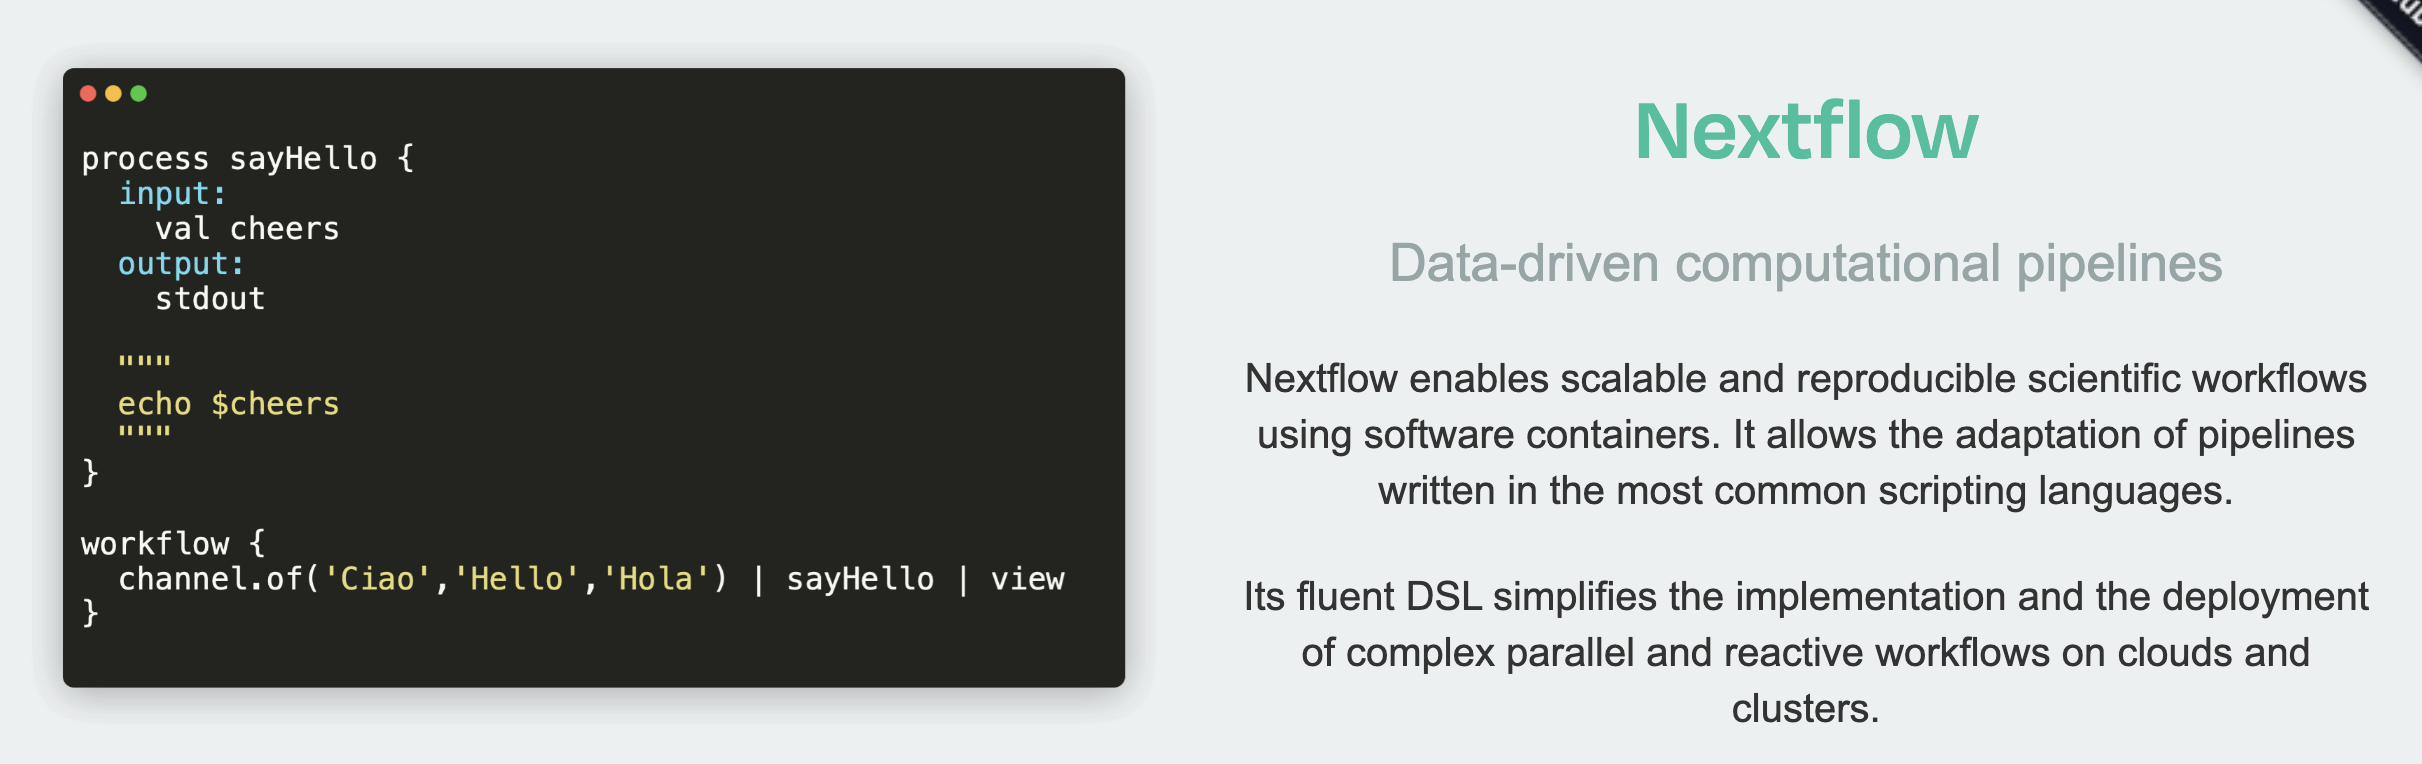 process sayHello {
  input:
    val cheers
  output:
    stdout

  """
  echo $cheers
  """
}

workflow {
  channel.of('Ciao','Hello','Hola') | sayHello | view
}
Nextflow
Data-driven computational pipelines
Nextflow enables scalable and reproducible scientific workflows
using software containers. It allows the adaptation of pipelines
written in the most common scripting languages.
Its fluent DSL simplifies the implementation and the deployment
of complex parallel and reactive workflows on clouds and
clusters.